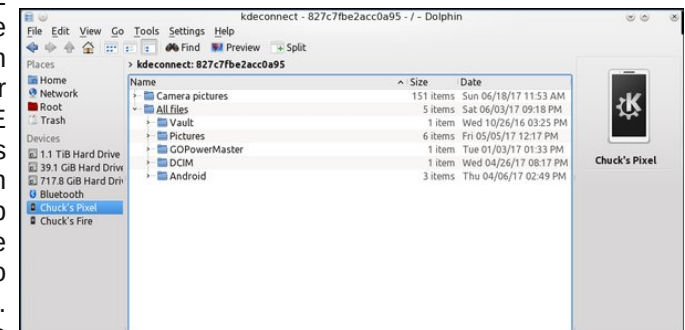 kdeconnect - 827c7fbe2acc0a95 - / - Dolphin
File Edit View Go Tools Settings Help
Find Preview Split
Places
Home
Network
Root
Trash
Devices
1.1 TiB Hard Drive
39.1 GiB Hard Drive
717.8 GiB Hard Driv
Bluetooth
Chuck's Pixel
Chuck's Fire
> kdeconnect: 827c7fbe2acc0a95
Name Size Date
Camera pictures 151 items Sun 06/18/17 11:53 AM
All files 5 items Sat 06/03/17 09:18 PM
Vault 1 item Wed 10/26/16 03:25 PM
Pictures 6 items Fri 05/05/17 12:17 PM
GOPowerMaster 1 item Tue 01/03/17 01:33 PM
DCIM 1 item Wed 04/26/17 08:17 PM
Android 3 items Thu 04/06/17 02:49 PM
Chuck's Pixel